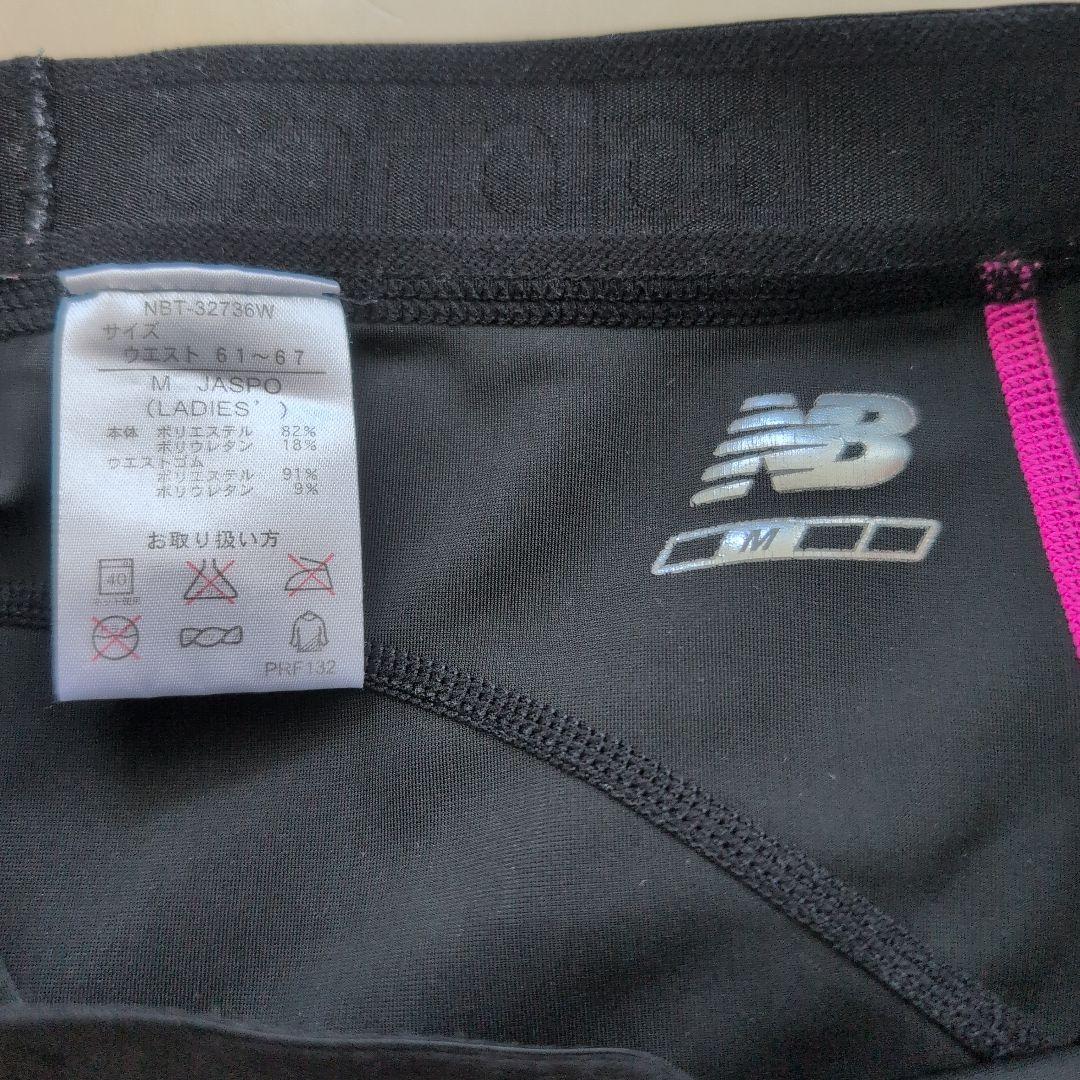 NBT-32736W
サイズ
ウエスト 61～67
M JASPO
(LADIES')
本体 ポリエステル 82%
ポリウレタン 18%
ウエストゴム
ポリエステル 91%
ポリウレタン 9%
お取り扱い方
40
PRF132
NB
M